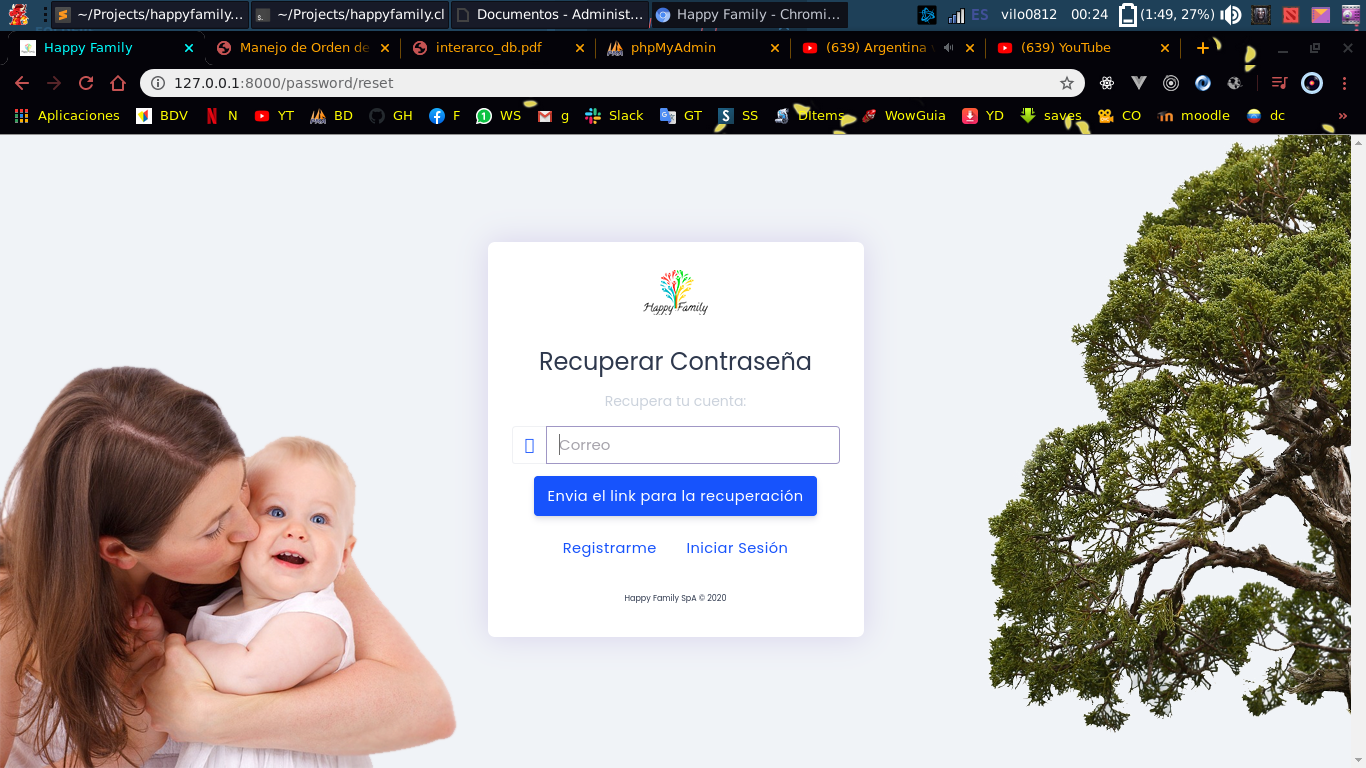 ~/Projects/happyfamily.... ~/Projects/happyfamily.cl Documentos - Administ... Happy Family - Chromi... ES vilo0812 00:24 (1:49, 27%)
Happy Family Manejo de Orden de interarco_db.pdf phpMyAdmin (639) Argentina v (639) YouTube
127.0.0.1:8000/password/reset
Aplicaciones BDV N YT BD GH F WS g Slack GT SS DItems WowGuia YD saves CO moodle dc »
Happy Family
Recuperar Contraseña
Recupera tu cuenta:
Correo
Envia el link para la recuperación
Registrarme Iniciar Sesión
Happy Family SpA © 2020